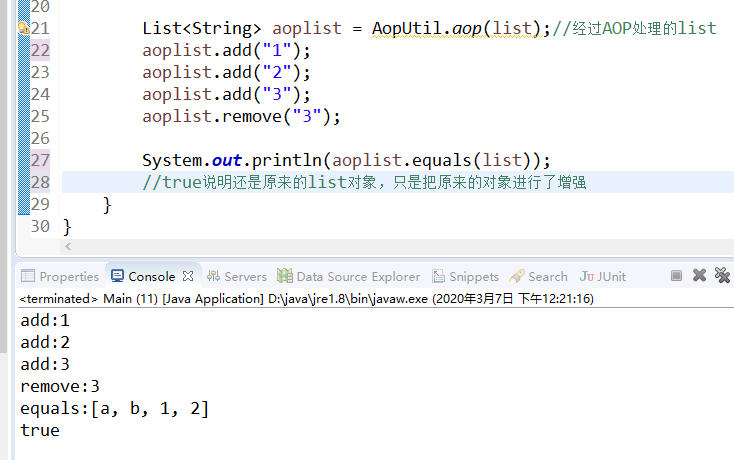 20
21 List<String> aoplist = AopUtil.aop(list);//经过AOP处理的list
22 aoplist.add("1");
23 aoplist.add("2");
24 aoplist.add("3");
25 aoplist.remove("3");
26
27 System.out.println(aoplist.equals(list));
28 //true说明还是原来的list对象，只是把原来的对象进行了增强
29 }
30 }
Properties Console Servers Data Source Explorer Snippets Search JUnit
<terminated> Main (11) [Java Application] D:\java\jre1.8\bin\javaw.exe (2020年3月7日 下午12:21:16)
add:1
add:2
add:3
remove:3
equals:[a, b, 1, 2]
true